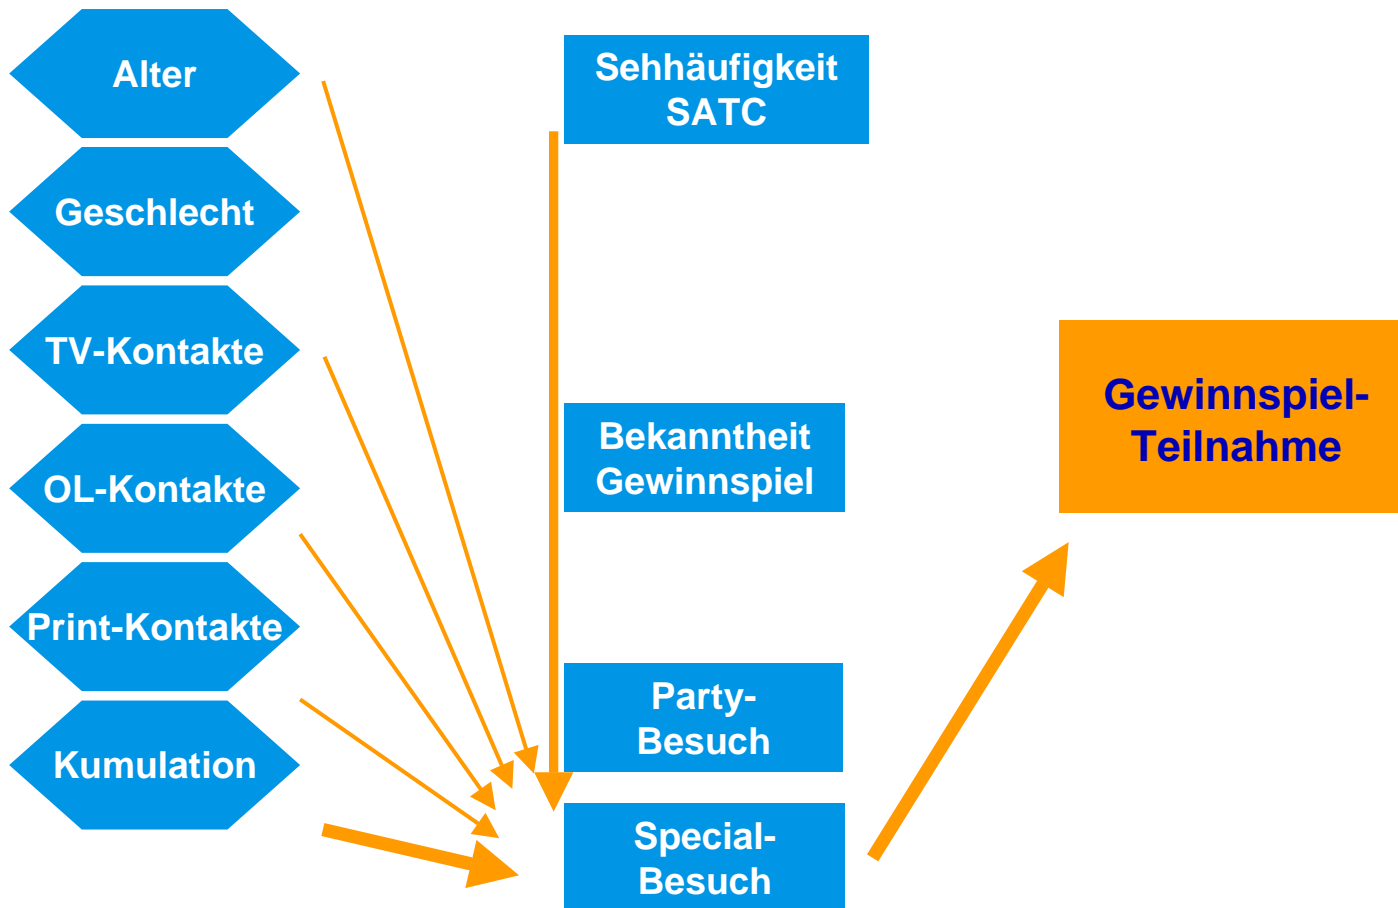 Alter
Geschlecht
TV-Kontakte
OL-Kontakte
Print-Kontakte
Kumulation
Sehhäufigkeit
SATC
Bekanntheit
Gewinnspiel
Party-
Besuch
Special-
Besuch
Gewinnspiel-
Teilnahme